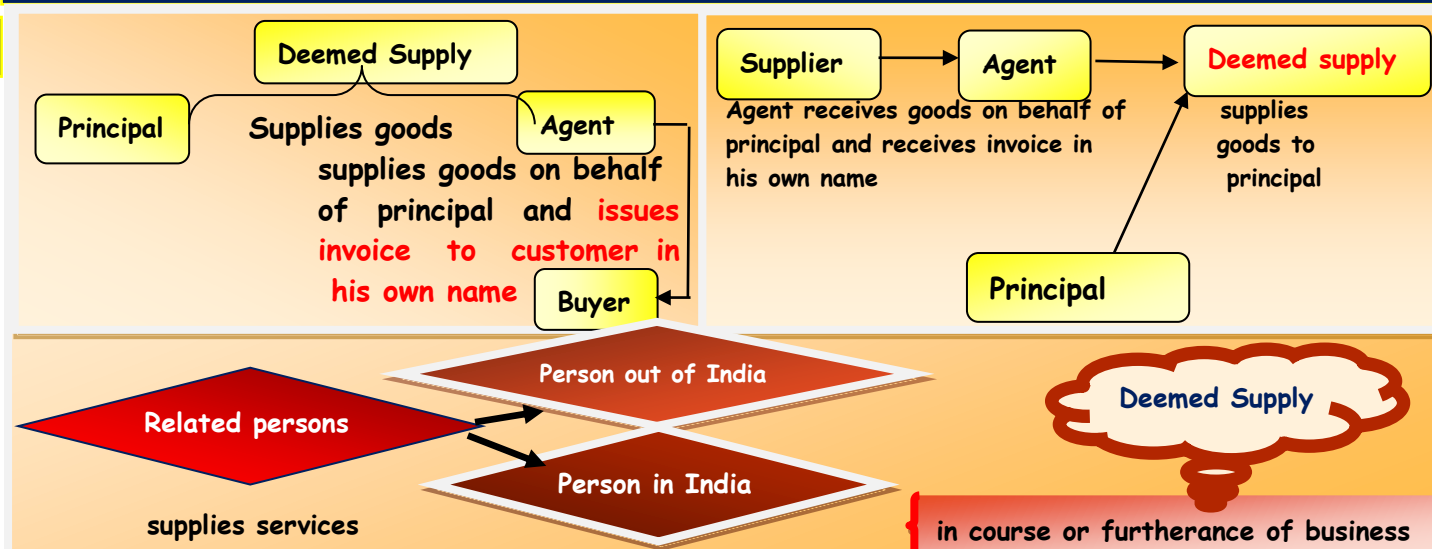 Deemed Supply
Principal
Supplies goods
Agent
supplies goods on behalf
of principal and issues
invoice to customer in
his own name
Buyer
Supplier
Agent
Deemed supply
Agent receives goods on behalf of
principal and receives invoice in
his own name
supplies
goods to
principal
Principal
Related persons
Person out of India
Person in India
Deemed Supply
supplies services
in course or furtherance of business